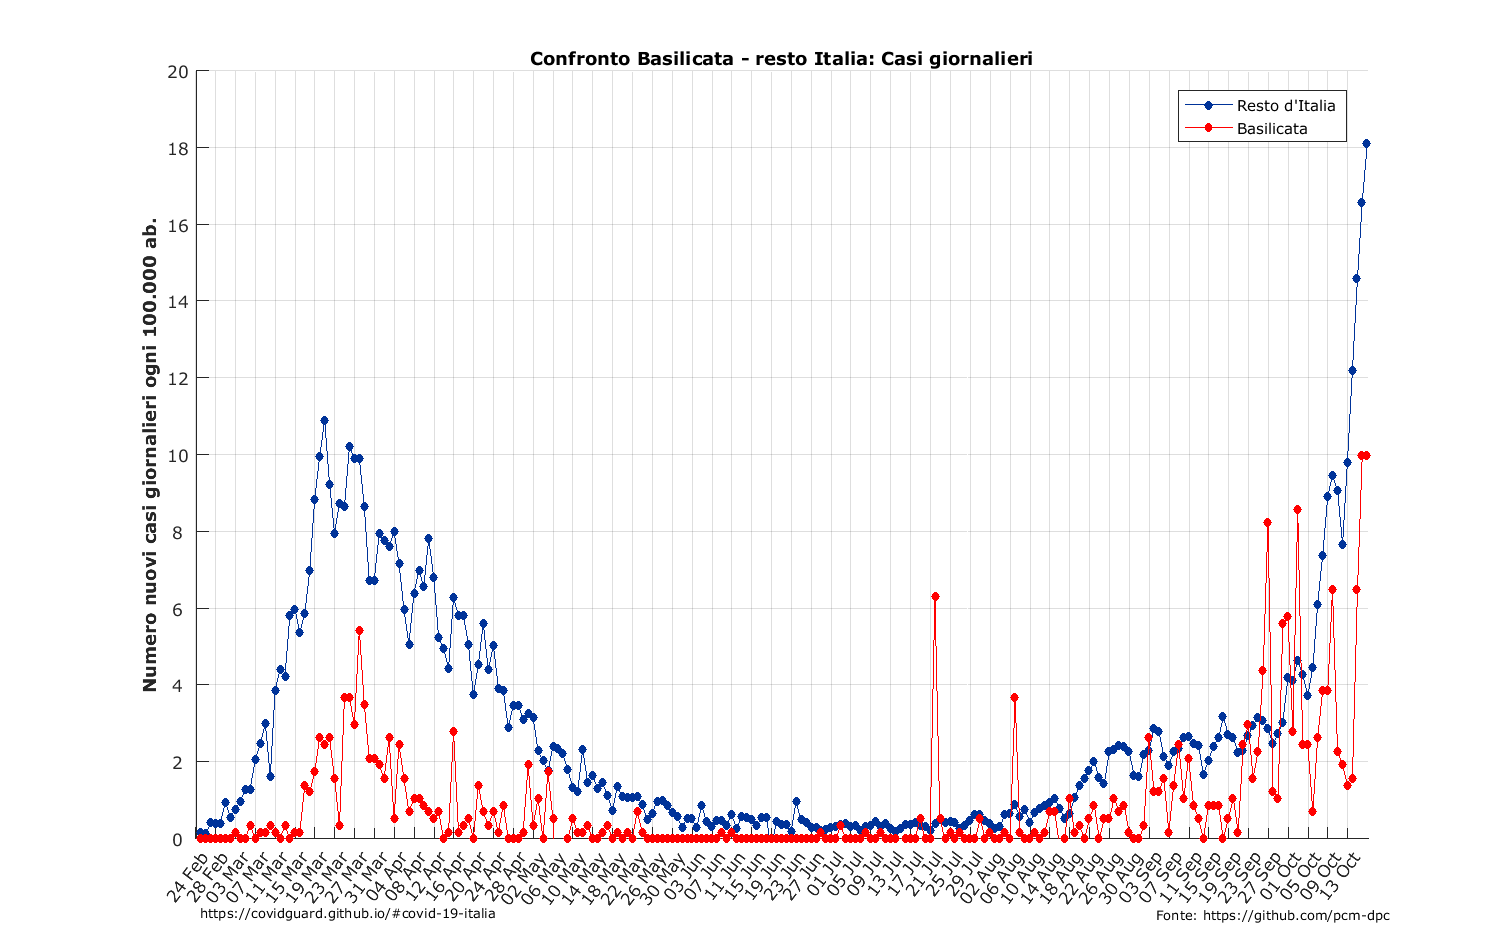 Confronto Basilicata - resto Italia: Casi giornalieri
Resto d'Italia
Basilicata
Numero nuovi casi giornalieri ogni 100.000 ab.
20
18
16
14
12
10
8
6
4
2
0
24 Feb
28 Feb
03 Mar
07 Mar
11 Mar
15 Mar
19 Mar
23 Mar
27 Mar
31 Mar
04 Apr
08 Apr
12 Apr
16 Apr
20 Apr
24 Apr
28 Apr
02 May
06 May
10 May
14 May
18 May
22 May
26 May
30 May
03 Jun
07 Jun
11 Jun
15 Jun
19 Jun
23 Jun
27 Jun
01 Jul
05 Jul
09 Jul
13 Jul
17 Jul
21 Jul
25 Jul
29 Jul
02 Aug
06 Aug
10 Aug
14 Aug
18 Aug
22 Aug
26 Aug
30 Aug
03 Sep
07 Sep
11 Sep
15 Sep
19 Sep
23 Sep
27 Sep
01 Oct
05 Oct
09 Oct
13 Oct
https://covidguard.github.io/#covid-19-italia
Fonte: https://github.com/pcm-dpc